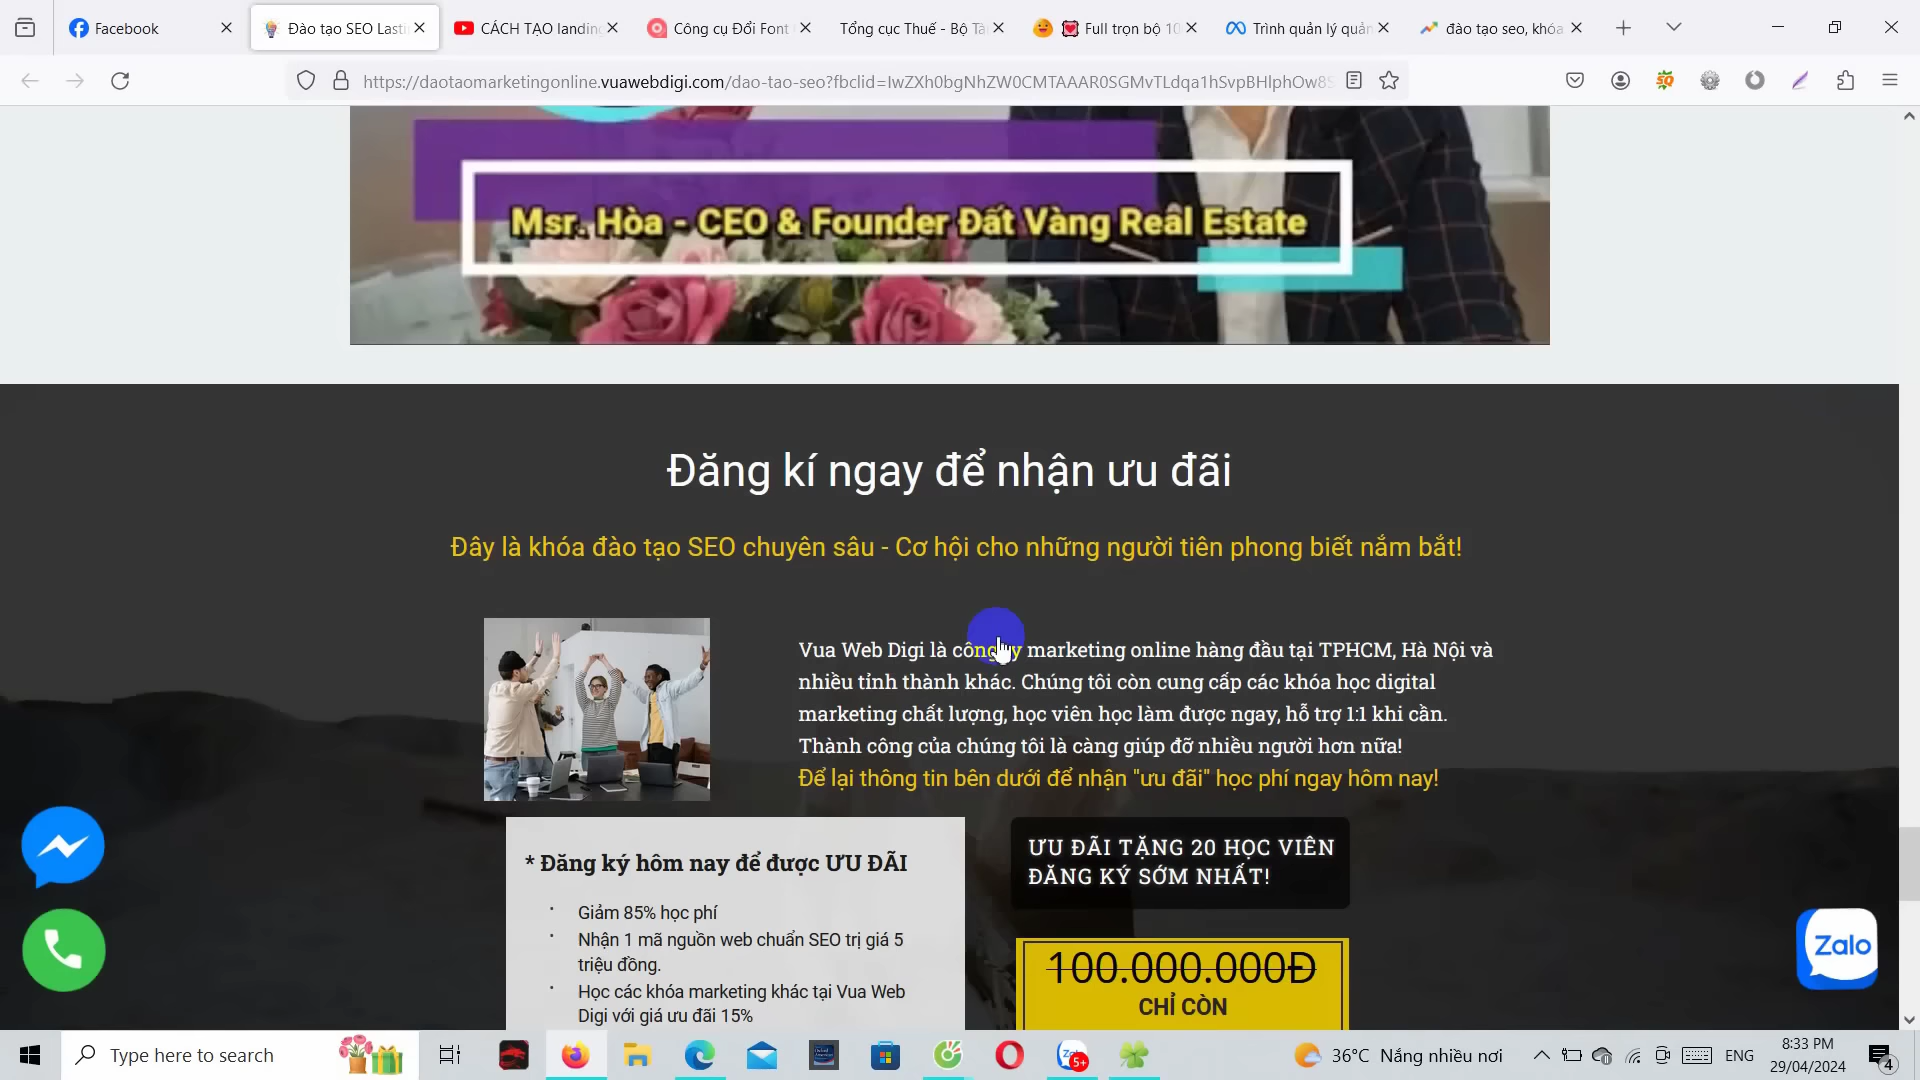 Facebook
Đào tạo SEO Lasti
CÁCH TẠO landing
Công cụ Đổi Font
Tổng cục Thuế - Bộ Tà
Full trọn bộ 10
Trình quản lý quản
đào tạo seo, khóa
https://daotaomarketingonline.vuawebdigi.com/dao-tao-seo?fbclid=IwZXh0bgNhZW0CMTAAAR0SGMvTLdqa1hSvpBHlphOw8S
Msr. Hòa - CEO & Founder Đất Vàng Real Estate
Đăng kí ngay để nhận ưu đãi
Đây là khóa đào tạo SEO chuyên sâu - Cơ hội cho những người tiên phong biết nắm bắt!
Vua Web Digi là công ty marketing online hàng đầu tại TPHCM, Hà Nội và
nhiều tỉnh thành khác. Chúng tôi còn cung cấp các khóa học digital
marketing chất lượng, học viên học làm được ngay, hỗ trợ 1:1 khi cần.
Thành công của chúng tôi là càng giúp đỡ nhiều người hơn nữa!
Để lại thông tin bên dưới để nhận "ưu đãi" học phí ngay hôm nay!
* Đăng ký hôm nay để được ƯU ĐÃI
Giảm 85% học phí
Nhận 1 mã nguồn web chuẩn SEO trị giá 5
triệu đồng.
Học các khóa marketing khác tại Vua Web
Digi với giá ưu đãi 15%
ƯU ĐÃI TẶNG 20 HỌC VIÊN
ĐĂNG KÝ SỚM NHẤT!
100.000.000Đ
CHỈ CÒN
Zalo
Type here to search
5+
36°C Nắng nhiều nơi
ENG
8:33 PM
29/04/2024
4